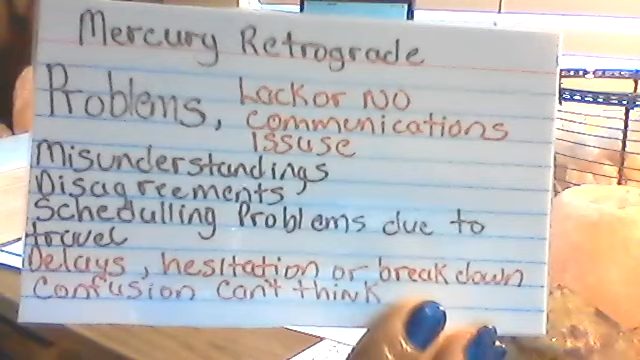 Mercury Retrograde
Problems, Lack or NO
communications
issuse
Misunderstandings
Disagreements
Schedulling Problems due to
travel
Delays, hesitation or break down
Confusion can't think